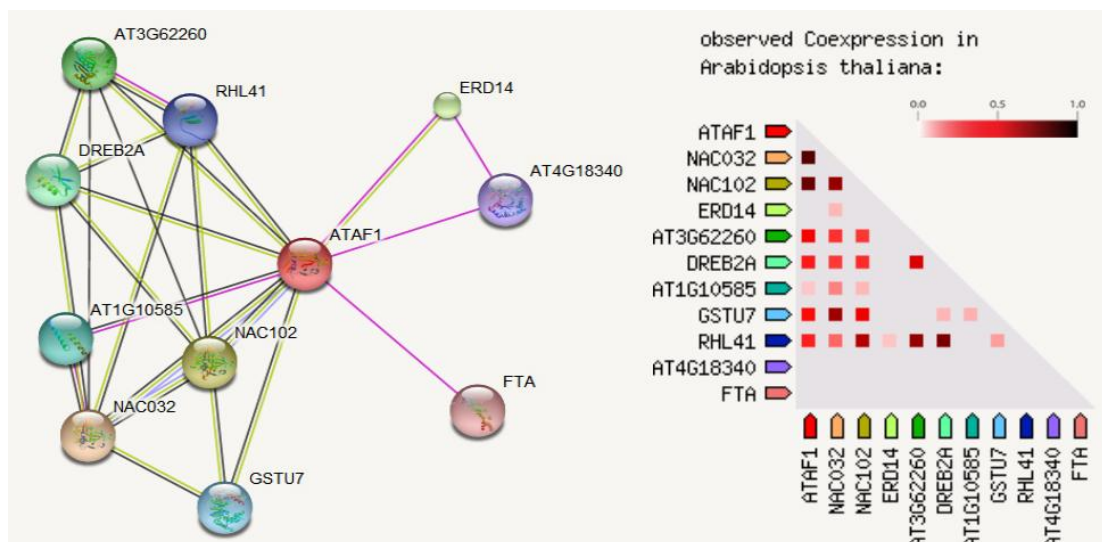 AT3G62260
RHL41
ERD14
DREB2A
AT4G18340
ATAF1
AT1G10585
NAC102
FTA
NAC032
GSTU7
observed Coexpression in
Arabidopsis thaliana:
0.0 0.5 1.0
ATAF1
NAC032
NAC102
ERD14
AT3G62260
DREB2A
AT1G10585
GSTU7
RHL41
AT4G18340
FTA
ATAF1
NAC032
NAC102
ERD14
AT3G62260
DREB2A
AT1G10585
GSTU7
RHL41
AT4G18340
FTA